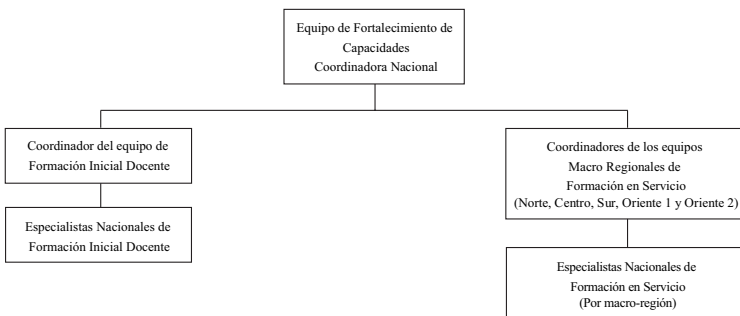 Equipo de Fortalecimiento de
Capacidades
Coordinadora Nacional
Coordinador del equipo de
Formación Inicial Docente
Especialistas Nacionales de
Formación Inicial Docente
Coordinadores de los equipos
Macro Regionales de
Formación en Servicio
(Norte, Centro, Sur, Oriente 1 y Oriente 2)
Especialistas Nacionales de
Formación en Servicio
(Por macro-región)